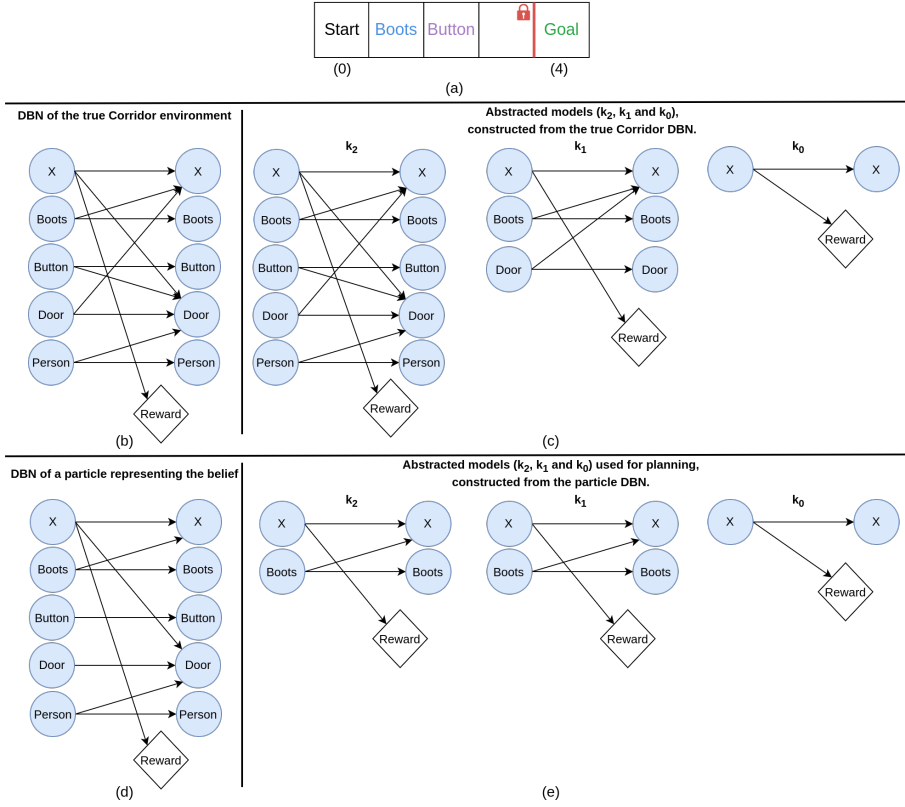 Start Boots Button Goal
(0) (4)
(a)
DBN of the true Corridor environment
Abstracted models (k2, k1 and k0),
constructed from the true Corridor DBN.
k2 k1 k0
X X X X X X X X
Boots Boots Boots Boots Boots Boots
Button Button Button Button
Door Door
Reward
Door Door Door Door
Reward
Person Person Person Person
Reward Reward
(b) (c)
DBN of a particle representing the belief
Abstracted models (k2, k1 and k0) used for planning,
constructed from the particle DBN.
k2 k1 k0
X X X X X X X X
Boots Boots Boots Boots Boots Boots
Reward
Button Button
Reward Reward
Door Door
Person Person
Reward
(d) (e)